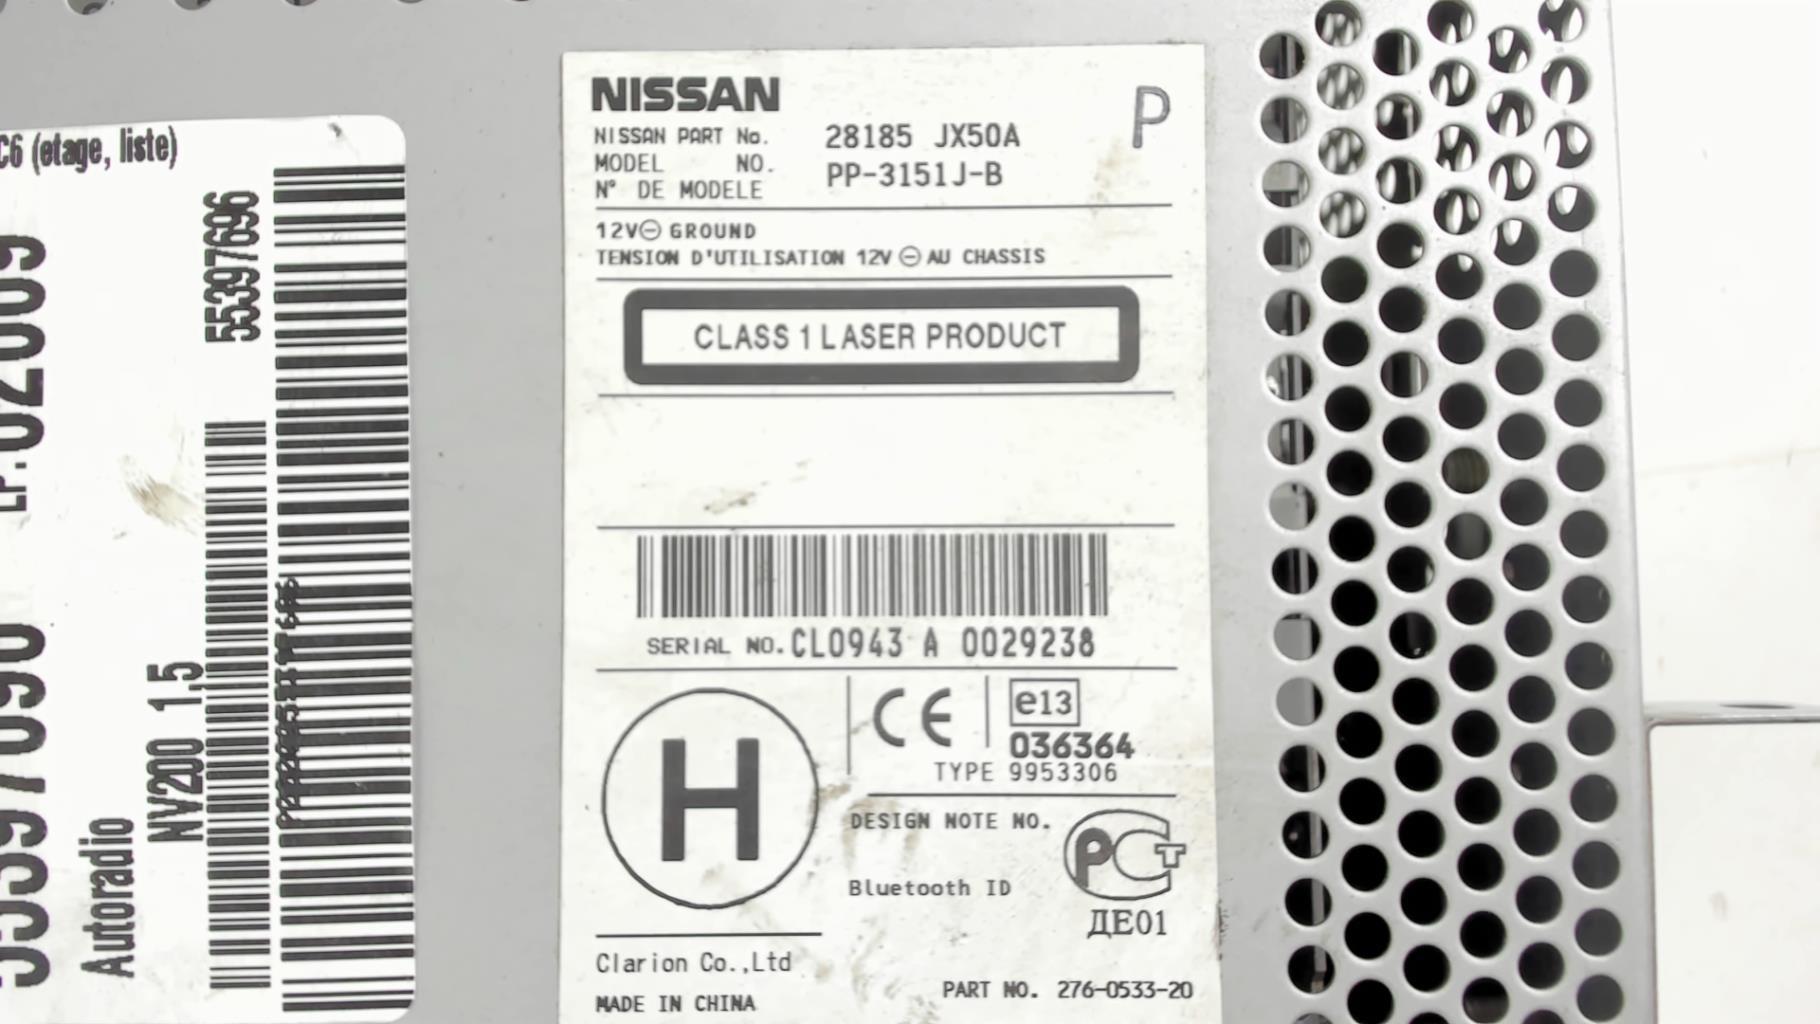 C6 (etage, liste)
55397696
NV200 1,5
Autoradio
NISSAN
P
NISSAN PART No. 28185 JX50A
MODEL NO. PP-3151J-B
N° DE MODELE
12V⊖ GROUND
TENSION D'UTILISATION 12V ⊖ AU CHASSIS
CLASS 1 LASER PRODUCT
SERIAL NO. CL0943 A 0029238
H
CE
e13
036364
TYPE 9953306
DESIGN NOTE NO.
РСТ
Bluetooth ID
ДЕ01
Clarion Co.,Ltd
MADE IN CHINA
PART NO. 276-0533-20